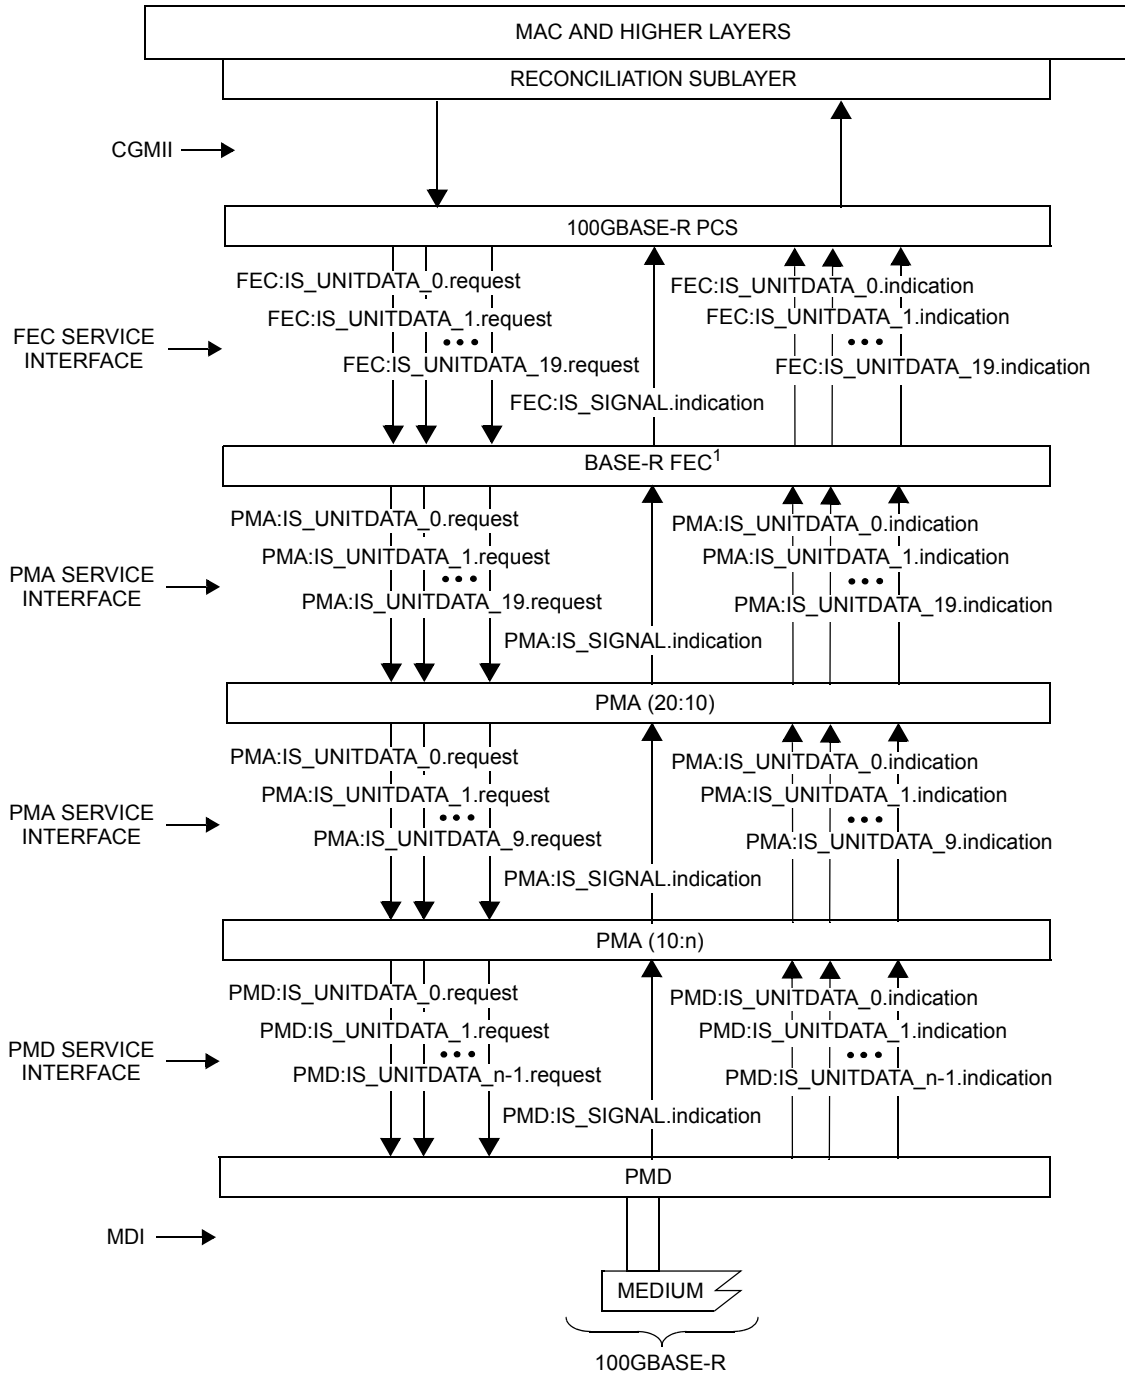 MAC AND HIGHER LAYERS
RECONCILIATION SUBLAYER
CGMII
100GBASE-R PCS
FEC:IS_UNITDATA_0.request
FEC:IS_UNITDATA_1.request
•••
FEC:IS_UNITDATA_19.request
FEC:IS_SIGNAL.indication
FEC:IS_UNITDATA_0.indication
FEC:IS_UNITDATA_1.indication
•••
FEC:IS_UNITDATA_19.indication
FEC SERVICE
INTERFACE
BASE-R FEC1
PMA:IS_UNITDATA_0.request
PMA:IS_UNITDATA_1.request
•••
PMA:IS_UNITDATA_19.request
PMA:IS_SIGNAL.indication
PMA:IS_UNITDATA_0.indication
PMA:IS_UNITDATA_1.indication
•••
PMA:IS_UNITDATA_19.indication
PMA SERVICE
INTERFACE
PMA (20:10)
PMA:IS_UNITDATA_0.request
PMA:IS_UNITDATA_1.request
•••
PMA:IS_UNITDATA_9.request
PMA:IS_SIGNAL.indication
PMA:IS_UNITDATA_0.indication
PMA:IS_UNITDATA_1.indication
•••
PMA:IS_UNITDATA_9.indication
PMA SERVICE
INTERFACE
PMA (10:n)
PMD:IS_UNITDATA_0.request
PMD:IS_UNITDATA_1.request
•••
PMD:IS_UNITDATA_n-1.request
PMD:IS_SIGNAL.indication
PMD:IS_UNITDATA_0.indication
PMD:IS_UNITDATA_1.indication
•••
PMD:IS_UNITDATA_n-1.indication
PMD SERVICE
INTERFACE
PMD
MDI
MEDIUM
100GBASE-R